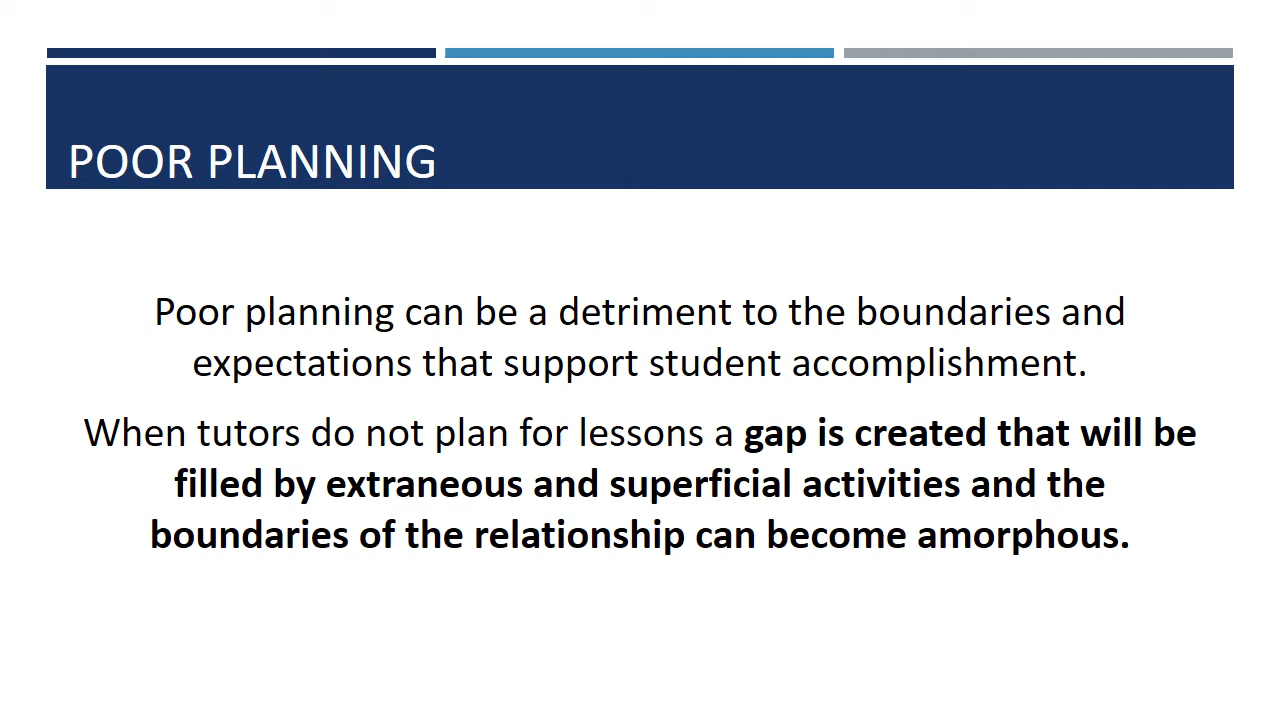 POOR PLANNING
Poor planning can be a detriment to the boundaries and
expectations that support student accomplishment.
When tutors do not plan for lessons a gap is created that will be
filled by extraneous and superficial activities and the
boundaries of the relationship can become amorphous.